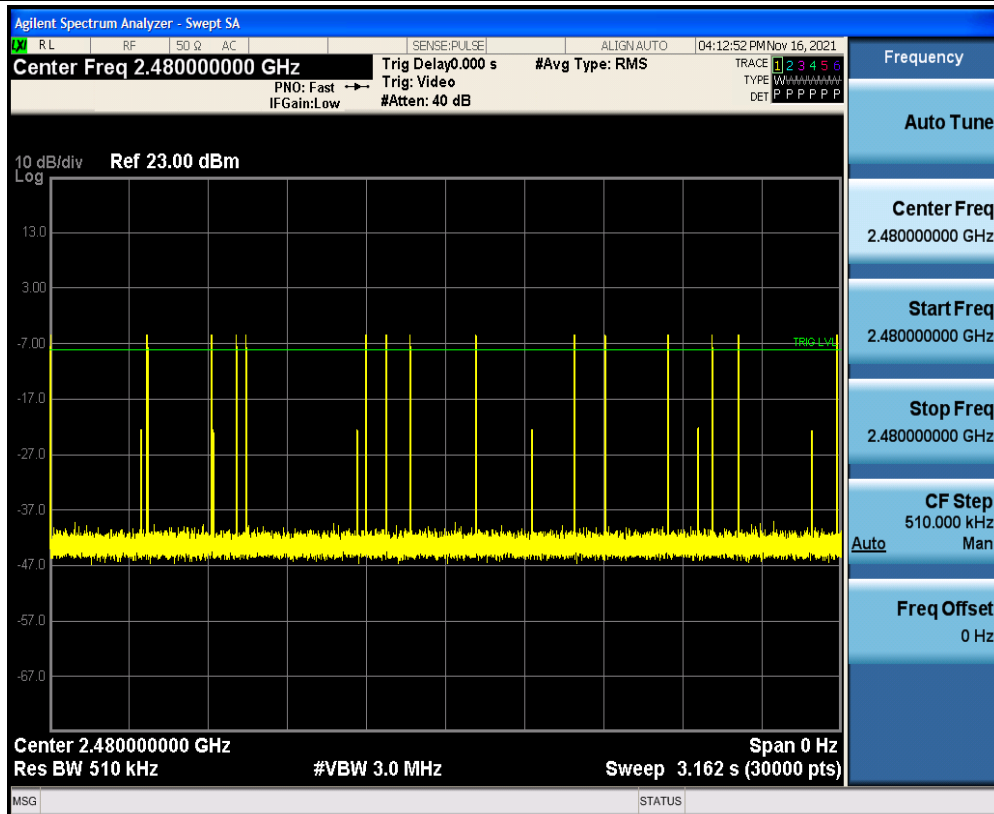 Agilent Spectrum Analyzer - Swept SA
LXI RL RF 50 Ω AC SENSE:PULSE ALIGN AUTO 04:12:52 PM Nov 16, 2021
Center Freq 2.480000000 GHz
PNO: Fast
IFGain:Low
Trig Delay0.000 s
Trig: Video
#Atten: 40 dB
#Avg Type: RMS
TRACE 1 2 3 4 5 6
TYPE W
DET P P P P P P
10 dB/div Ref 23.00 dBm
Log
13.0
3.00
-7.00
TRIG LVL
-17.0
-27.0
-37.0
-47.0
-57.0
-67.0
Center 2.480000000 GHz Span 0 Hz
Res BW 510 kHz #VBW 3.0 MHz Sweep 3.162 s (30000 pts)
MSG STATUS
Frequency
Auto Tune
Center Freq
2.480000000 GHz
Start Freq
2.480000000 GHz
Stop Freq
2.480000000 GHz
CF Step
510.000 kHz
Auto Man
Freq Offset
0 Hz